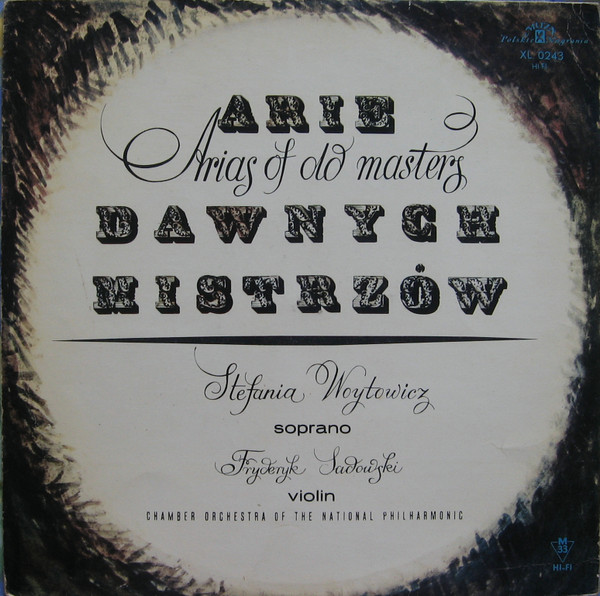 MUZA
Polskie Nagrania
XL 0243
HI-FI
ARIE
Arias of old masters
DAWNYCH
MISTRZÓW
Stefania Woytowicz
soprano
Fryderyk Sadowski
violin
CHAMBER ORCHESTRA OF THE NATIONAL PHILHARMONIC
M
33
HI-FI